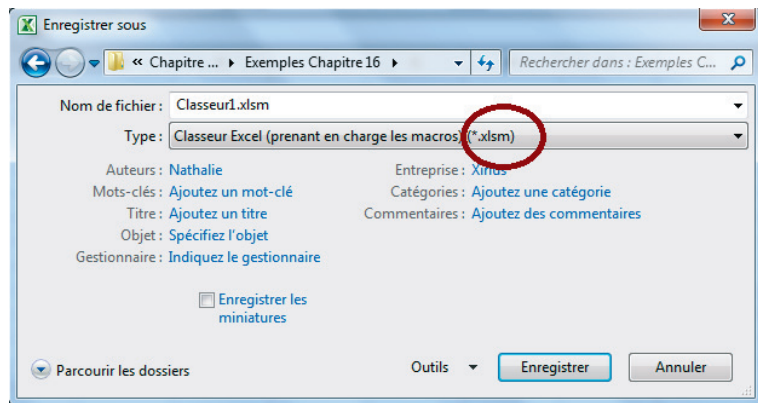 Enregistrer sous
« Chapitre ... ▸ Exemples Chapitre 16 ▸
Rechercher dans : Exemples C...
Nom de fichier : Classeur1.xlsm
Type : Classeur Excel (prenant en charge les macros) (*.xlsm)
Auteurs : Nathalie
Entreprise : Xirius
Mots-clés : Ajoutez un mot-clé
Catégories : Ajoutez une catégorie
Titre : Ajoutez un titre
Commentaires : Ajoutez des commentaires
Objet : Spécifiez l'objet
Gestionnaire : Indiquez le gestionnaire
Enregistrer les
miniatures
Parcourir les dossiers
Outils
Enregistrer
Annuler